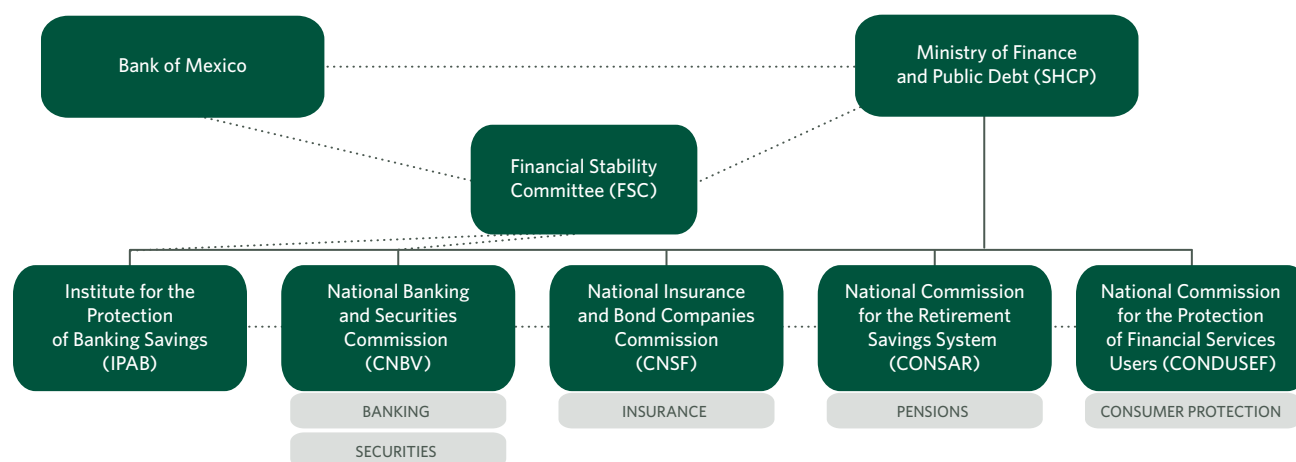 Bank of Mexico
Ministry of Finance
and Public Debt (SHCP)
Financial Stability
Committee (FSC)
Institute for the
Protection
of Banking Savings
(IPAB)
National Banking
and Securities
Commission
(CNBV)
National Insurance
and Bond Companies
Commission
(CNSF)
National Commission
for the Retirement
Savings System
(CONSAR)
National Commission
for the Protection
of Financial Services
Users (CONDUSEF)
BANKING
INSURANCE
PENSIONS
CONSUMER PROTECTION
SECURITIES